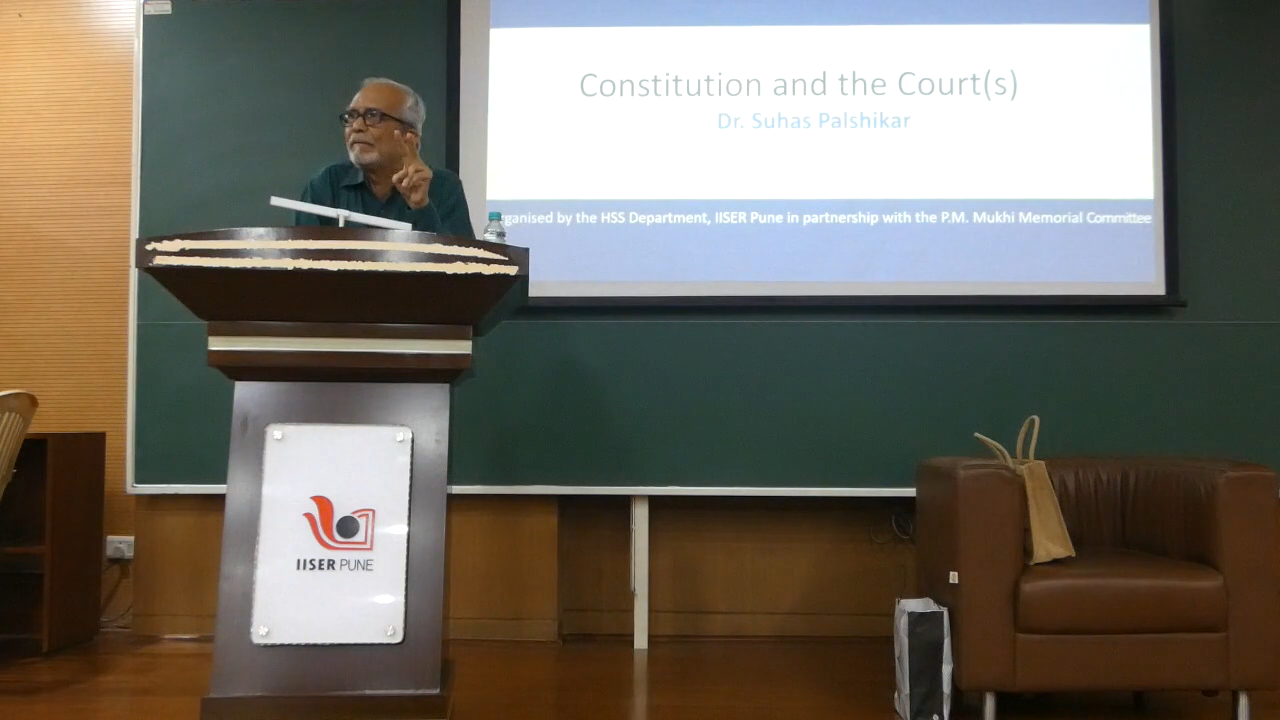 Constitution and the Court(s)
Dr. Suhas Palshikar
rganised by the HSS Department, IISER Pune in partnership with the P.M. Mukhi Memorial Committee
IISER PUNE